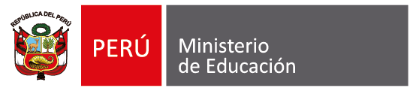 REPÚBLICA DEL PERÚ
PERÚ
Ministerio
de Educación